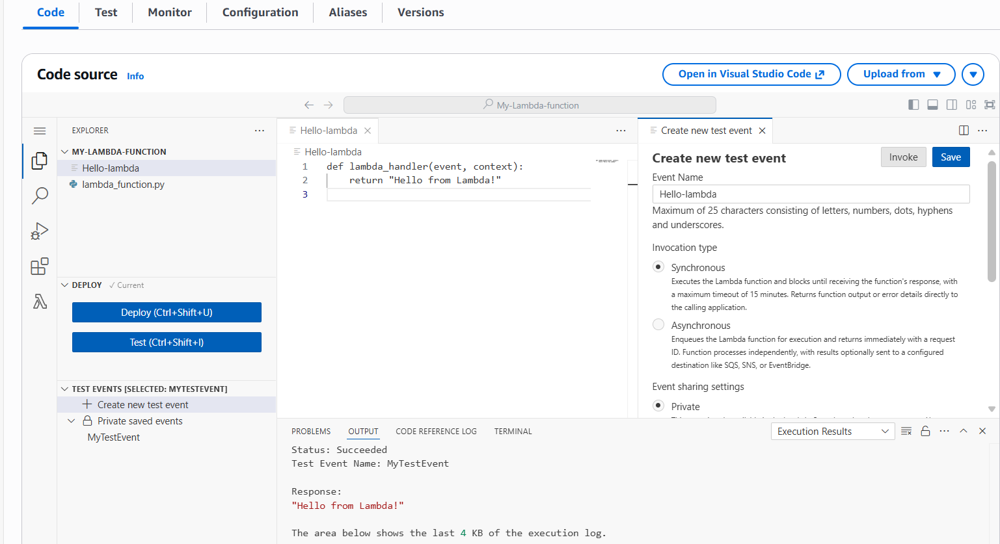 Code
Test
Monitor
Configuration
Aliases
Versions
Code source Info
Open in Visual Studio Code
Upload from
My-Lambda-function
EXPLORER
MY-LAMBDA-FUNCTION
Hello-lambda
lambda_function.py
DEPLOY ✓ Current
Deploy (Ctrl+Shift+U)
Test (Ctrl+Shift+I)
TEST EVENTS [SELECTED: MYTESTEVENT]
Create new test event
Private saved events
MyTestEvent
Hello-lambda
Hello-lambda
1 def lambda_handler(event, context):
2 return "Hello from Lambda!"
3
Create new test event
Create new test event
Invoke
Save
Event Name
Hello-lambda
Maximum of 25 characters consisting of letters, numbers, dots, hyphens
and underscores.
Invocation type
Synchronous
Executes the Lambda function and blocks until receiving the function's response, with
a maximum timeout of 15 minutes. Returns function output or error details directly to
the calling application.
Asynchronous
Enqueues the Lambda function for execution and returns immediately with a request
ID. Function processes independently, with results optionally sent to a configured
destination like SQS, SNS, or EventBridge.
Event sharing settings
Private
PROBLEMS
OUTPUT
CODE REFERENCE LOG
TERMINAL
Execution Results
Status: Succeeded
Test Event Name: MyTestEvent
Response:
"Hello from Lambda!"
The area below shows the last 4 KB of the execution log.